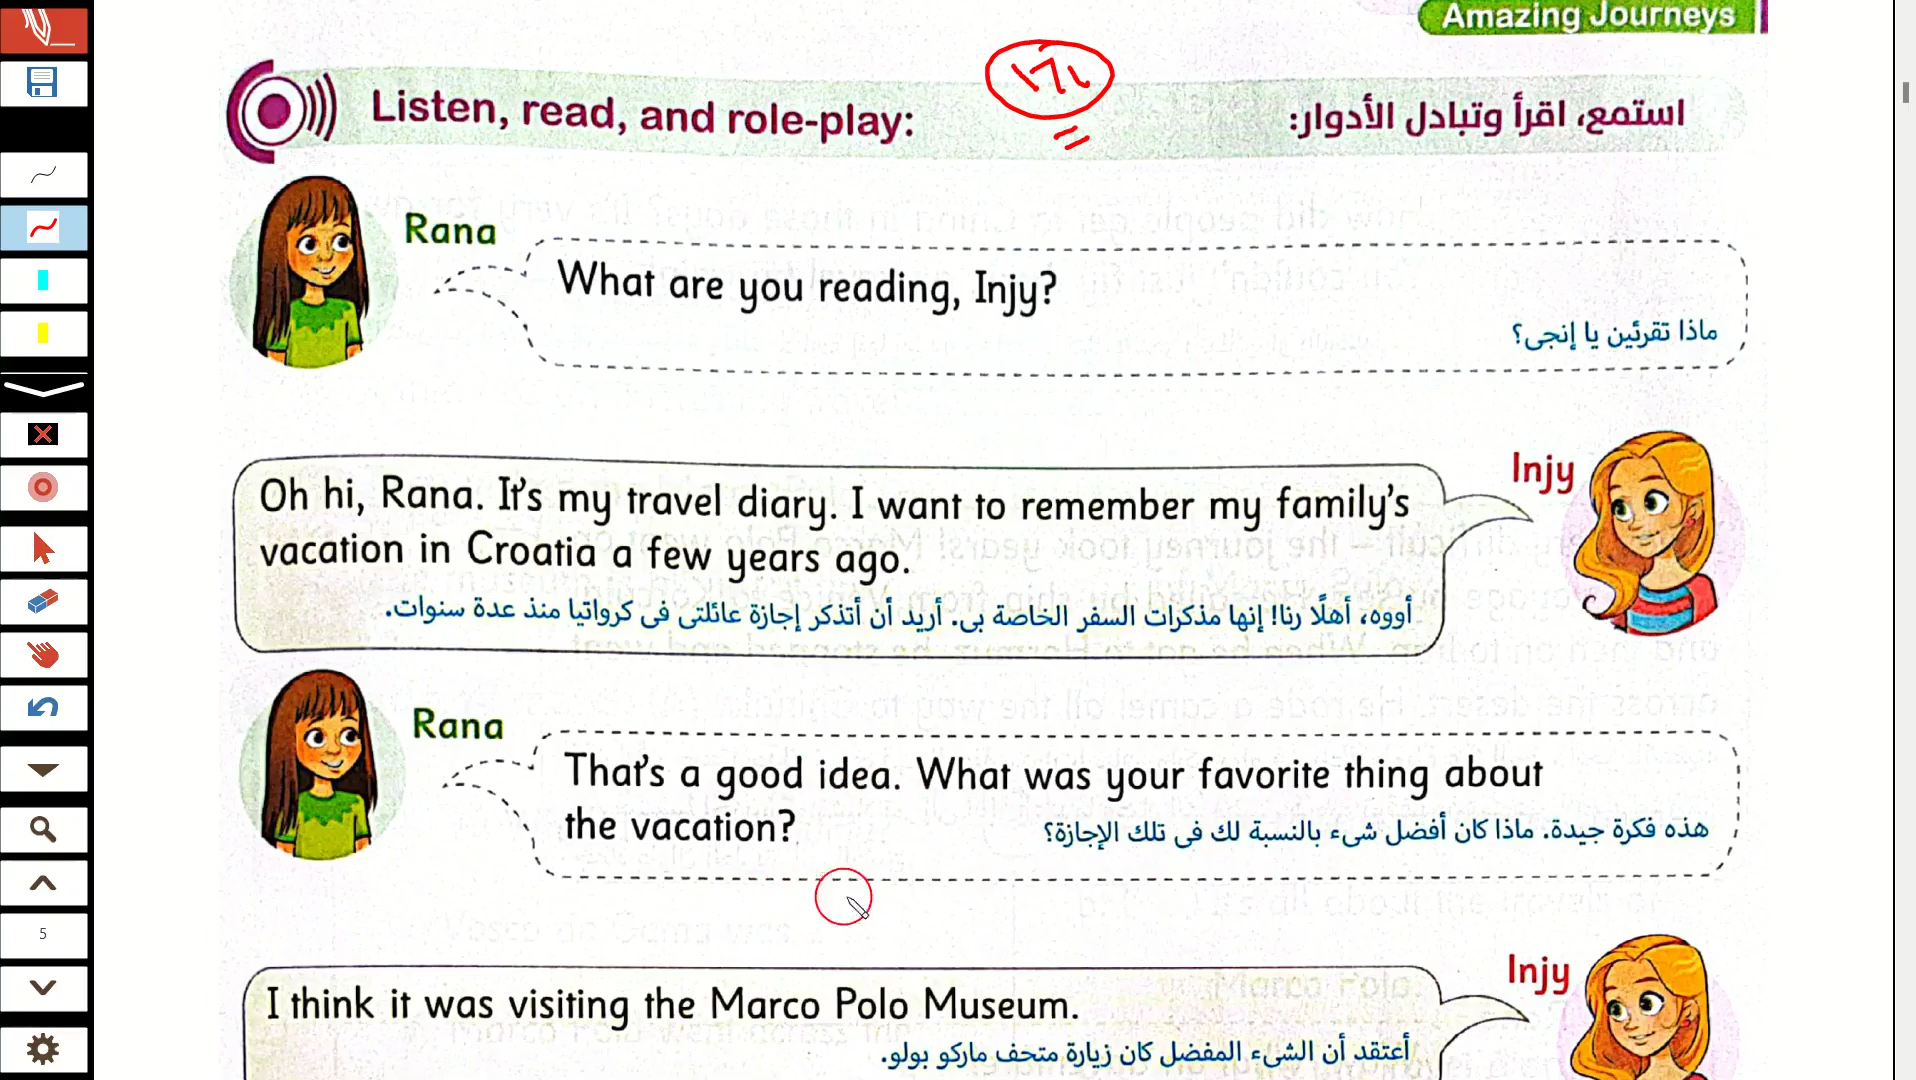 Amazing Journeys
١٦٤
Listen, read, and role-play:
استمع، اقرأ وتبادل الأدوار:
Rana
What are you reading, Injy?
ماذا تقرئين يا إنجى؟
Injy
Oh hi, Rana. It's my travel diary. I want to remember my family's
vacation in Croatia a few years ago.
أووه، أهلًا رنا! إنها مذكرات السفر الخاصة بى. أريد أن أتذكر إجازة عائلتى فى كرواتيا منذ عدة سنوات.
Rana
That's a good idea. What was your favorite thing about
the vacation?
هذه فكرة جيدة. ماذا كان أفضل شىء بالنسبة لك فى تلك الإجازة؟
Injy
I think it was visiting the Marco Polo Museum.
أعتقد أن الشىء المفضل كان زيارة متحف ماركو بولو.
5